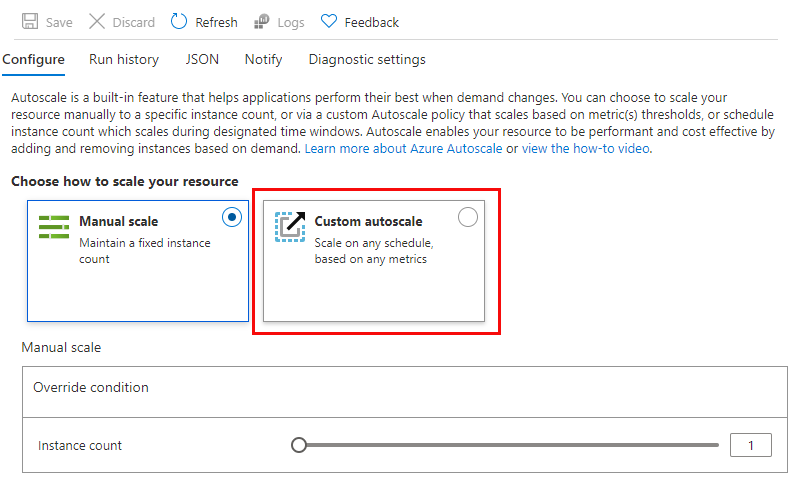 Save Discard Refresh Logs Feedback
Configure Run history JSON Notify Diagnostic settings
Autoscale is a built-in feature that helps applications perform their best when demand changes. You can choose to scale your
resource manually to a specific instance count, or via a custom Autoscale policy that scales based on metric(s) thresholds, or schedule
instance count which scales during designated time windows. Autoscale enables your resource to be performant and cost effective by
adding and removing instances based on demand. Learn more about Azure Autoscale or view the how-to video.
Choose how to scale your resource
Manual scale
Maintain a fixed instance
count
Custom autoscale
Scale on any schedule,
based on any metrics
Manual scale
Override condition
Instance count 1